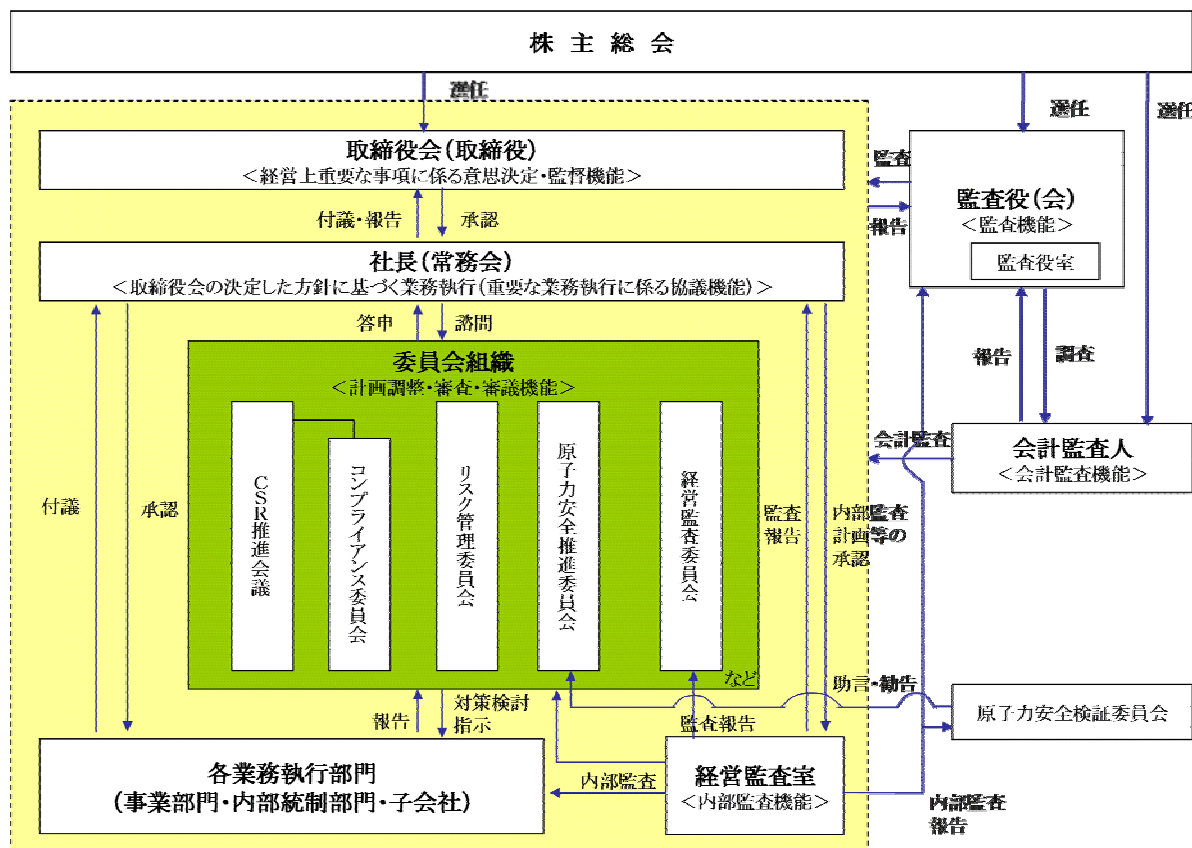 株主総会
選任
選任
選任
取締役会(取締役)
<経営上重要な事項に係る意思決定・監督機能>
監査
報告
監査役(会)
<監査機能>
監査役室
付議・報告
承認
社長(常務会)
<取締役会の決定した方針に基づく業務執行(重要な業務執行に係る協議機能)>
答申
諮問
報告
調査
委員会組織
<計画調整・審査・審議機能>
CSR推進会議
コンプライアンス委員会
リスク管理委員会
原子力安全推進委員会
経営監査委員会
など
会計監査
会計監査人
<会計監査機能>
付議
承認
監査
報告
内部監査
計画等の
承認
助言・勧告
原子力安全検証委員会
報告
対策検討
指示
監査報告
各業務執行部門
(事業部門・内部統制部門・子会社)
内部監査
経営監査室
<内部監査機能>
内部監査
報告